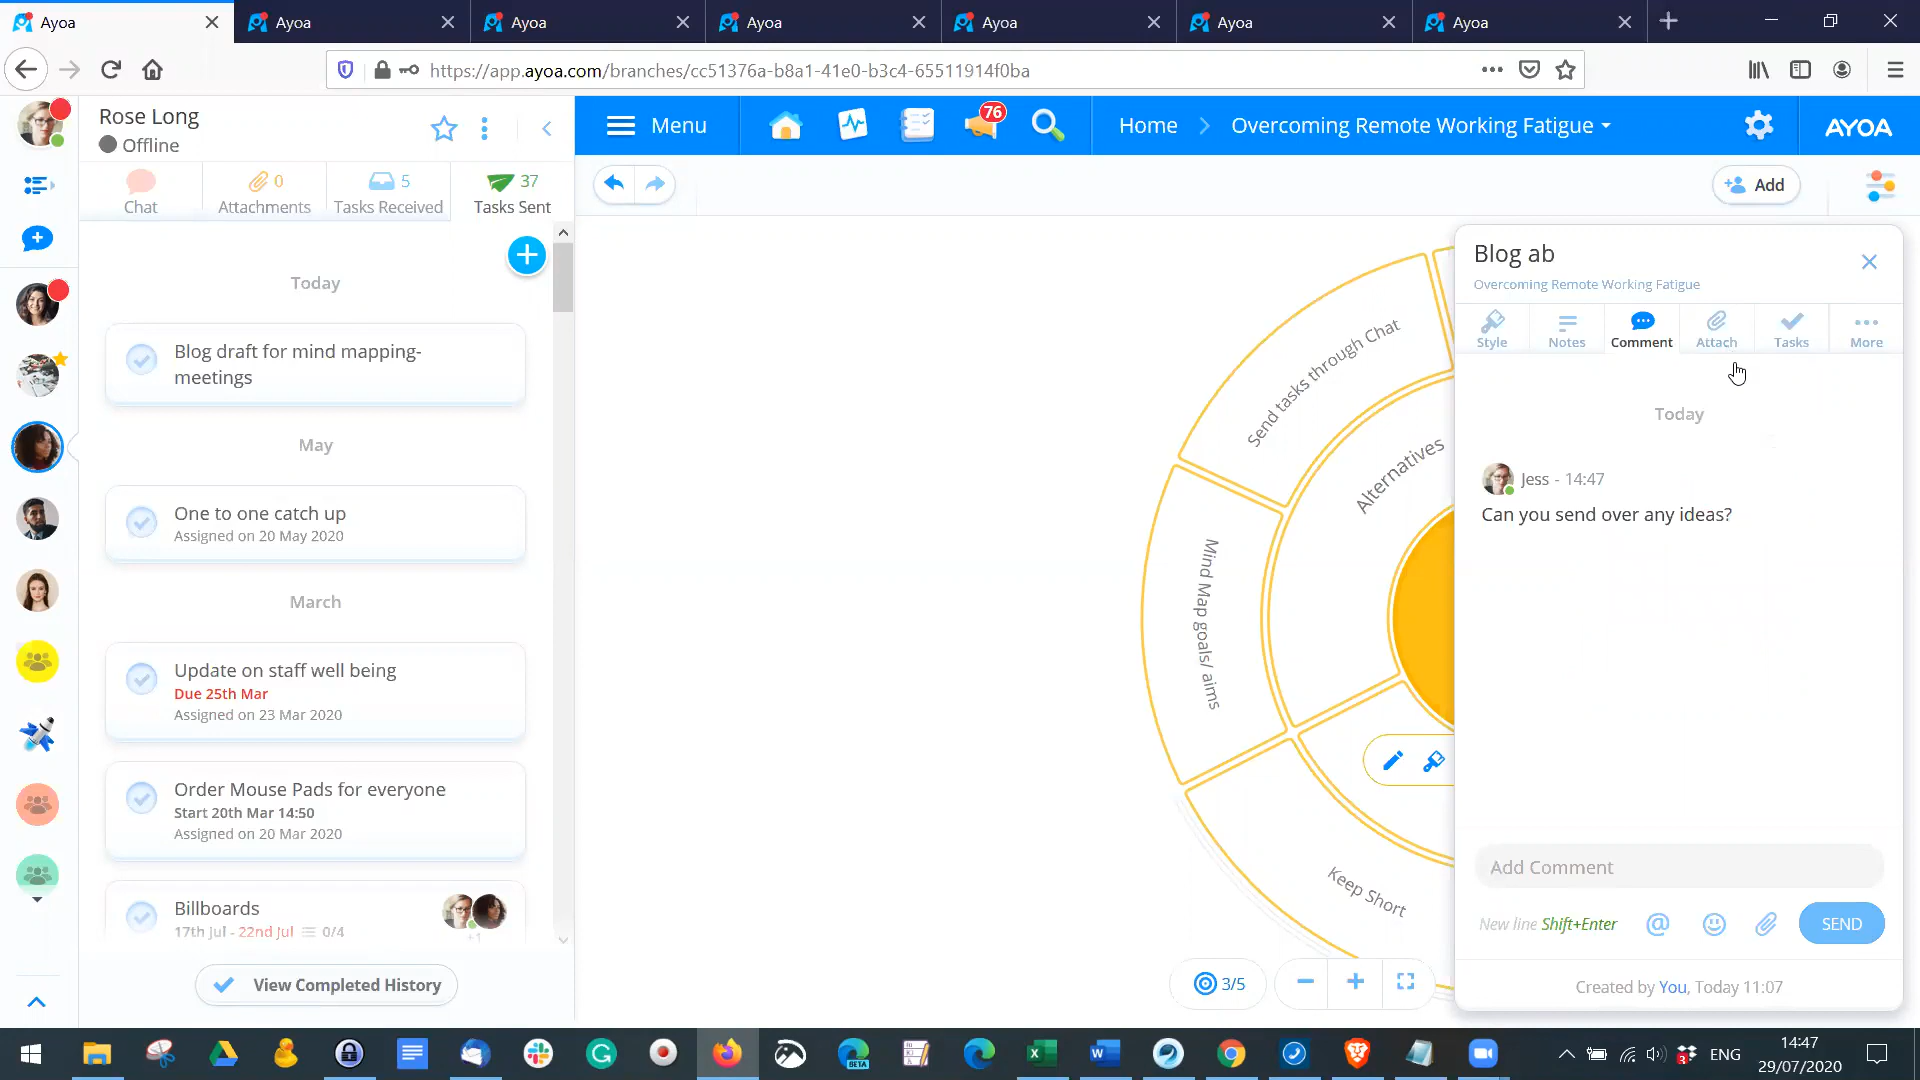 Ayoa
Ayoa
Ayoa
Ayoa
Ayoa
Ayoa
Ayoa
https://app.ayoa.com/branches/cc51376a-b8a1-41e0-b3c4-65511914f0ba
Rose Long
Offline
Chat
0
Attachments
5
Tasks Received
37
Tasks Sent
Today
Blog draft for mind mapping-
meetings
May
One to one catch up
Assigned on 20 May 2020
March
Update on staff well being
Due 25th Mar
Assigned on 23 Mar 2020
Order Mouse Pads for everyone
Start 20th Mar 14:50
Assigned on 20 Mar 2020
Billboards
17th Jul - 22nd Jul 0/4
+1
View Completed History
Menu
76
Home
Overcoming Remote Working Fatigue
AYOA
Add
Send tasks through Chat
Alternatives
Mind Map goals/ aims
Keep Short
3/5
Blog ab
Overcoming Remote Working Fatigue
Style
Notes
Comment
Attach
Tasks
More
Today
Jess - 14:47
Can you send over any ideas?
Add Comment
New line Shift+Enter
@
SEND
Created by You, Today 11:07
BETA
3
ENG
14:47
29/07/2020